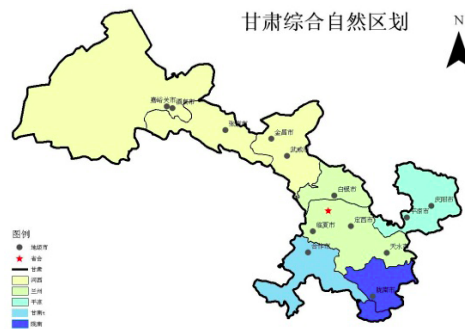 甘肃综合自然区划
N
嘉峪关市
酒泉市
张掖市
金昌市
武威市
白银市
庆阳市
平凉市
临夏市
定西市
天水市
合作市
陇南市
图例
地级市
省会
甘肃
河西
兰州
平凉
甘南
陇南